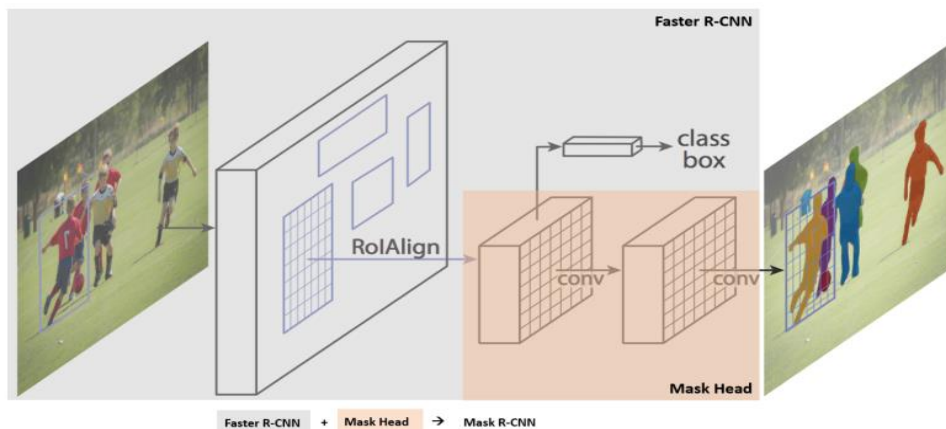 Faster R-CNN
class
box
RoIAlign
conv
conv
Mask Head
Faster R-CNN + Mask Head → Mask R-CNN